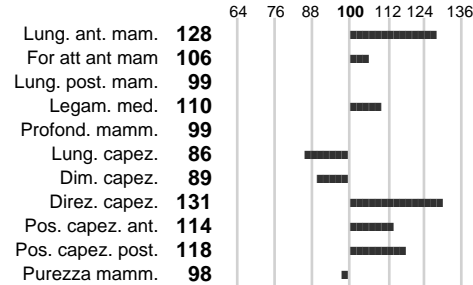 64 76 88 100 112 124 136
Lung. ant. mam. 128
For att ant mam 106
Lung. post. mam. 99
Legam. med. 110
Profond. mamm. 99
Lung. capez. 86
Dim. capez. 89
Direz. capez. 131
Pos. capez. ant. 114
Pos. capez. post. 118
Purezza mamm. 98